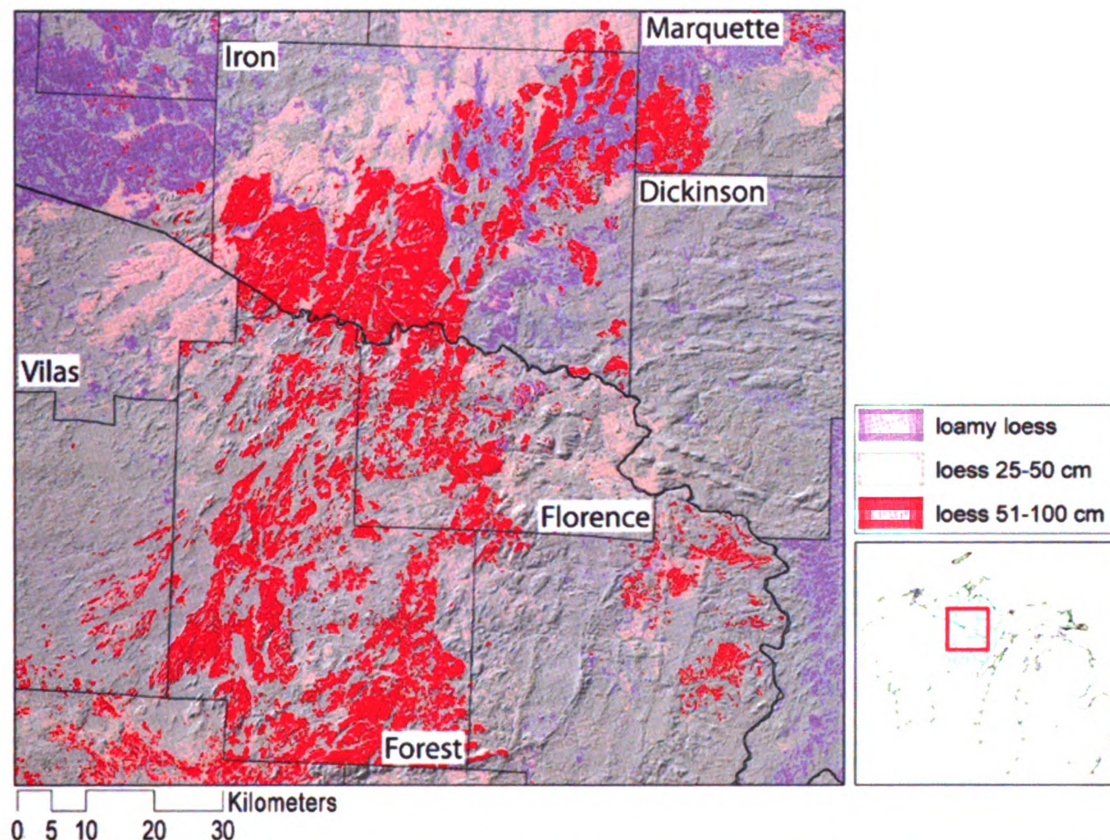 Marquette
Iron
Dickinson
Vilas
Florence
Forest
loamy loess
loess 25-50 cm
loess 51-100 cm
Kilometers
0 5 10 20 30